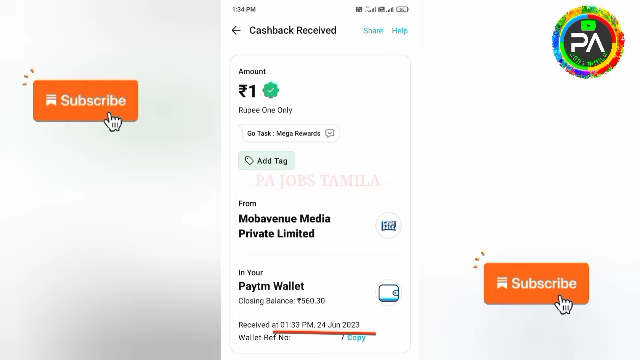 1:34 PM
Cashback Received
Share Help
Subscribe
PA
Amount
₹1
Rupee One Only
Go Task : Mega Rewards
Add Tag
PA JOBS TAMILA
From
Mobavenue Media
Private Limited
In Your
Paytm Wallet
Closing Balance: ₹560.30
Subscribe
Received at 01:33 PM, 24 Jun 2023
Wallet Ref No: 7 Copy